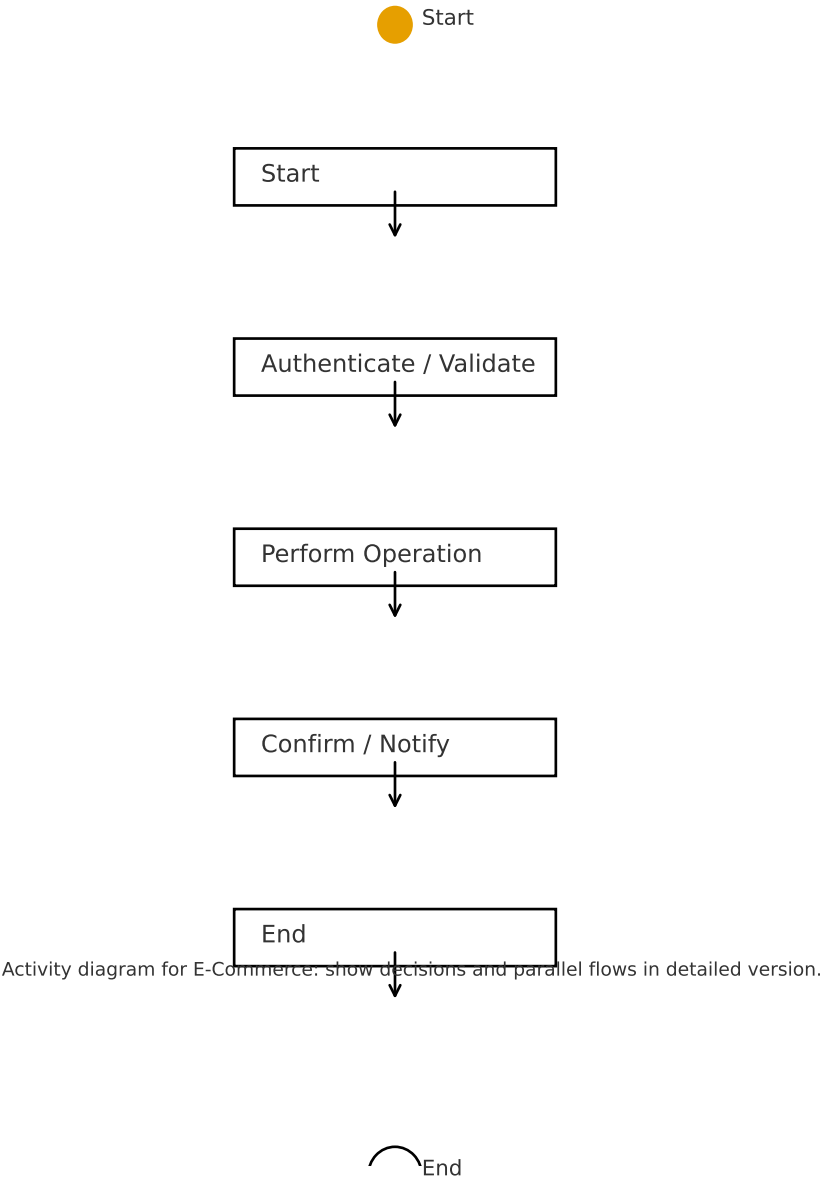 Start
Start
Authenticate / Validate
Perform Operation
Confirm / Notify
End
Activity diagram for E-Commerce: show decisions and parallel flows in detailed version.
End